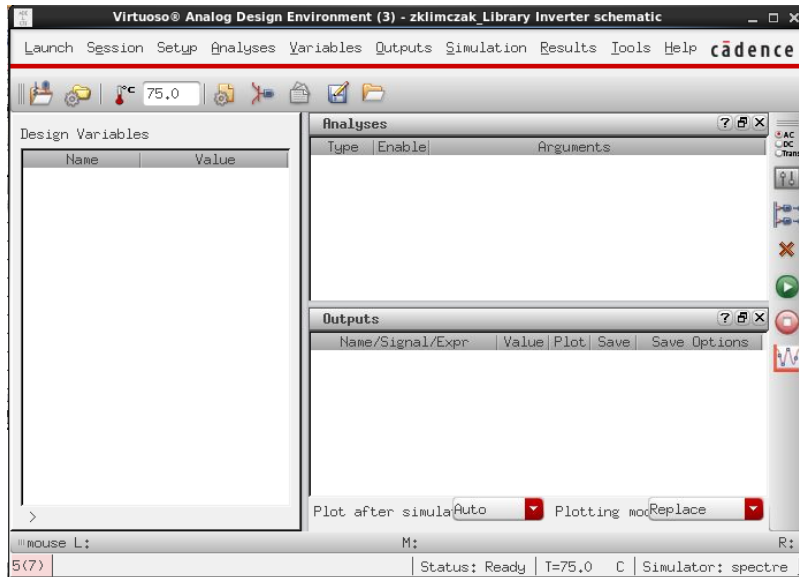 Virtuoso® Analog Design Environment (3) - zklimczak_Library Inverter schematic
Launch Session Setup Analyses Variables Outputs Simulation Results Tools Help cādence
°C 75.0
Design Variables
Name Value
Analyses
Type Enable Arguments
AC
DC
Trans
Outputs
Name/Signal/Expr Value Plot Save Save Options
Plot after simula Auto Plotting mod Replace
>
mouse L: M: R:
5(7) Status: Ready T=75.0 C Simulator: spectre